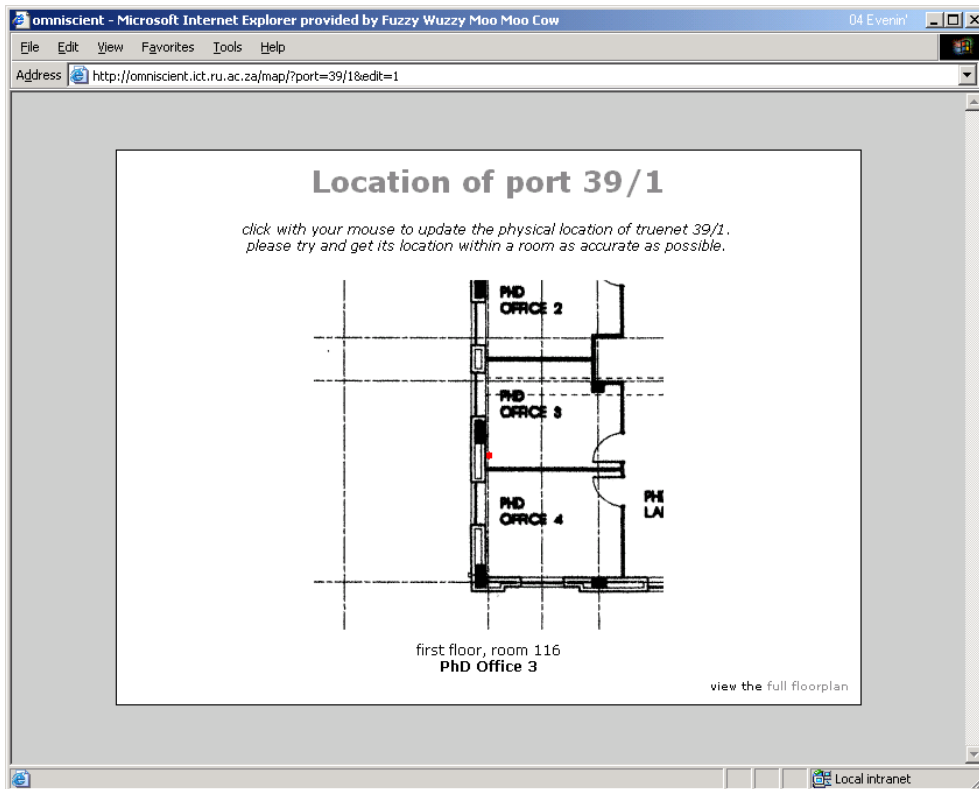 omniscient - Microsoft Internet Explorer provided by Fuzzy Wuzzy Moo Moo Cow 04 Evenin'
File Edit View Favorites Tools Help
Address http://omniscient.ict.ru.ac.za/map/?port=39/1&edit=1
Location of port 39/1
click with your mouse to update the physical location of truenet 39/1.
please try and get its location within a room as accurate as possible.
PHD
OFFICE 2
PHD
OFFICE 3
PHD
OFFICE 4
PH
LA
first floor, room 116
PhD Office 3
view the full floorplan
Local intranet